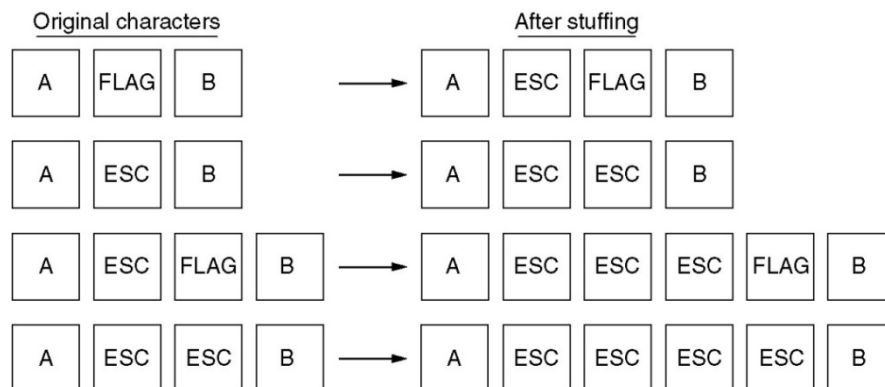 Original characters After stuffing
A FLAG B A ESC FLAG B
A ESC B A ESC ESC B
A ESC FLAG B A ESC ESC ESC FLAG B
A ESC ESC B A ESC ESC ESC ESC B